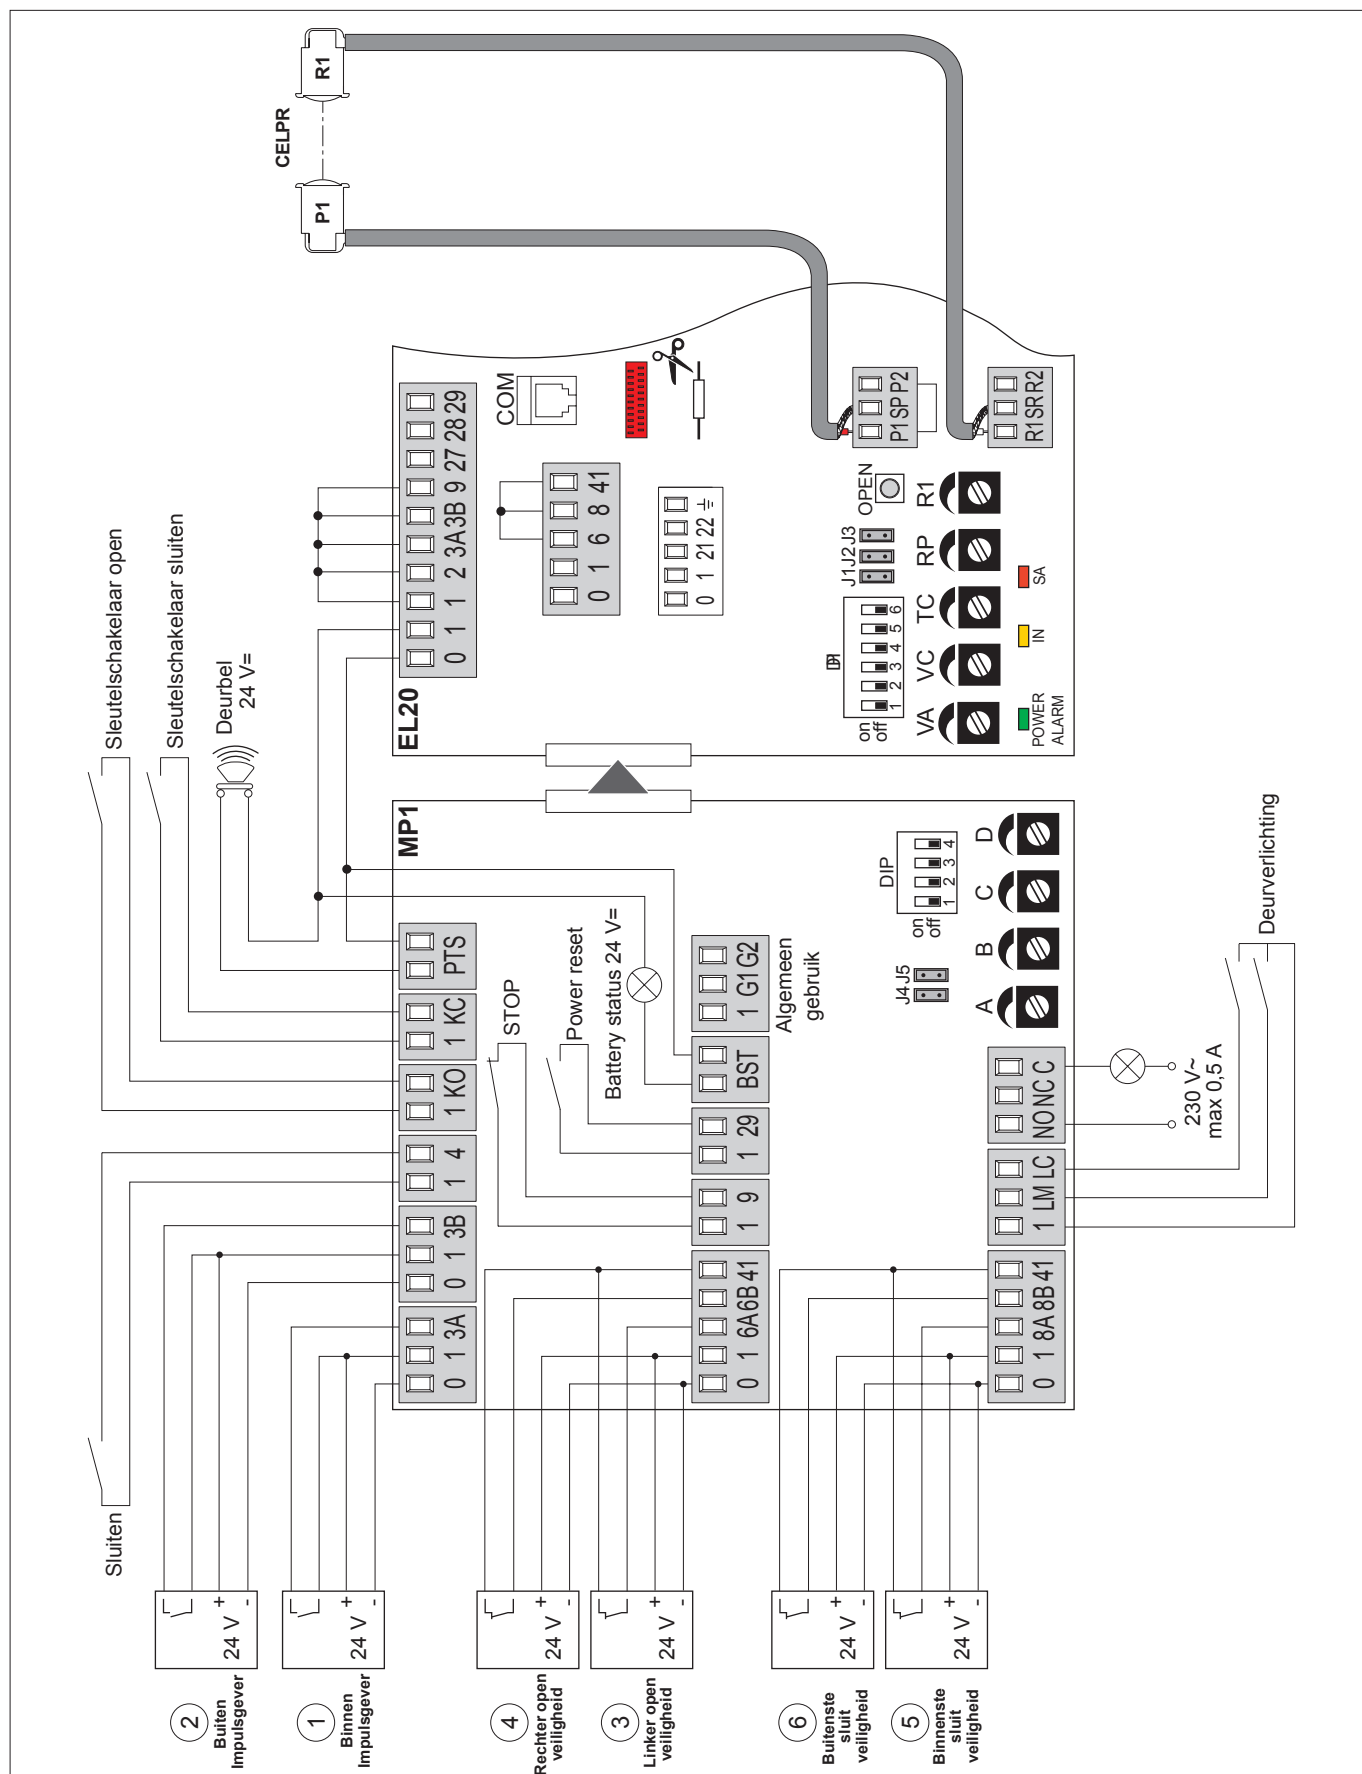 CELPR
P1
R1
Sleutelschakelaar open
Sleutelschakelaar sluiten
Deurbel
24 V=
EL20
0 1 1 2 3A 3B 9 27 28 29
COM
0 1 6 8 41
0 1 21 22
on
off
1 2 3 4 5 6
J1 J2 J3
OPEN
P1 SP P2
R1 SR R2
VA VC TC RP R1
POWER
ALARM
IN
SA
MP1
Sluiten
0 1 3A
0 1 3B
1 4
1 KO
1 KC
PTS
STOP
Power reset
Battery status 24 V=
0 1 6A 6B 41
1 9
1 29
BST
1 G1 G2
Algemeen
gebruik
J4 J5
DIP
on
off
1 2 3 4
A B C D
0 1 8A 8B 41
1 LM LC
NO NC C
230 V~
max 0,5 A
Deurverlichting
24 V + -
2
Buiten
Impulsgever
24 V + -
1
Binnen
Impulsgever
24 V + -
4
Rechter open
veiligheid
24 V + -
3
Linker open
veiligheid
24 V + -
6
Buitenste
sluit
veiligheid
24 V + -
5
Binnenste
sluit
veiligheid